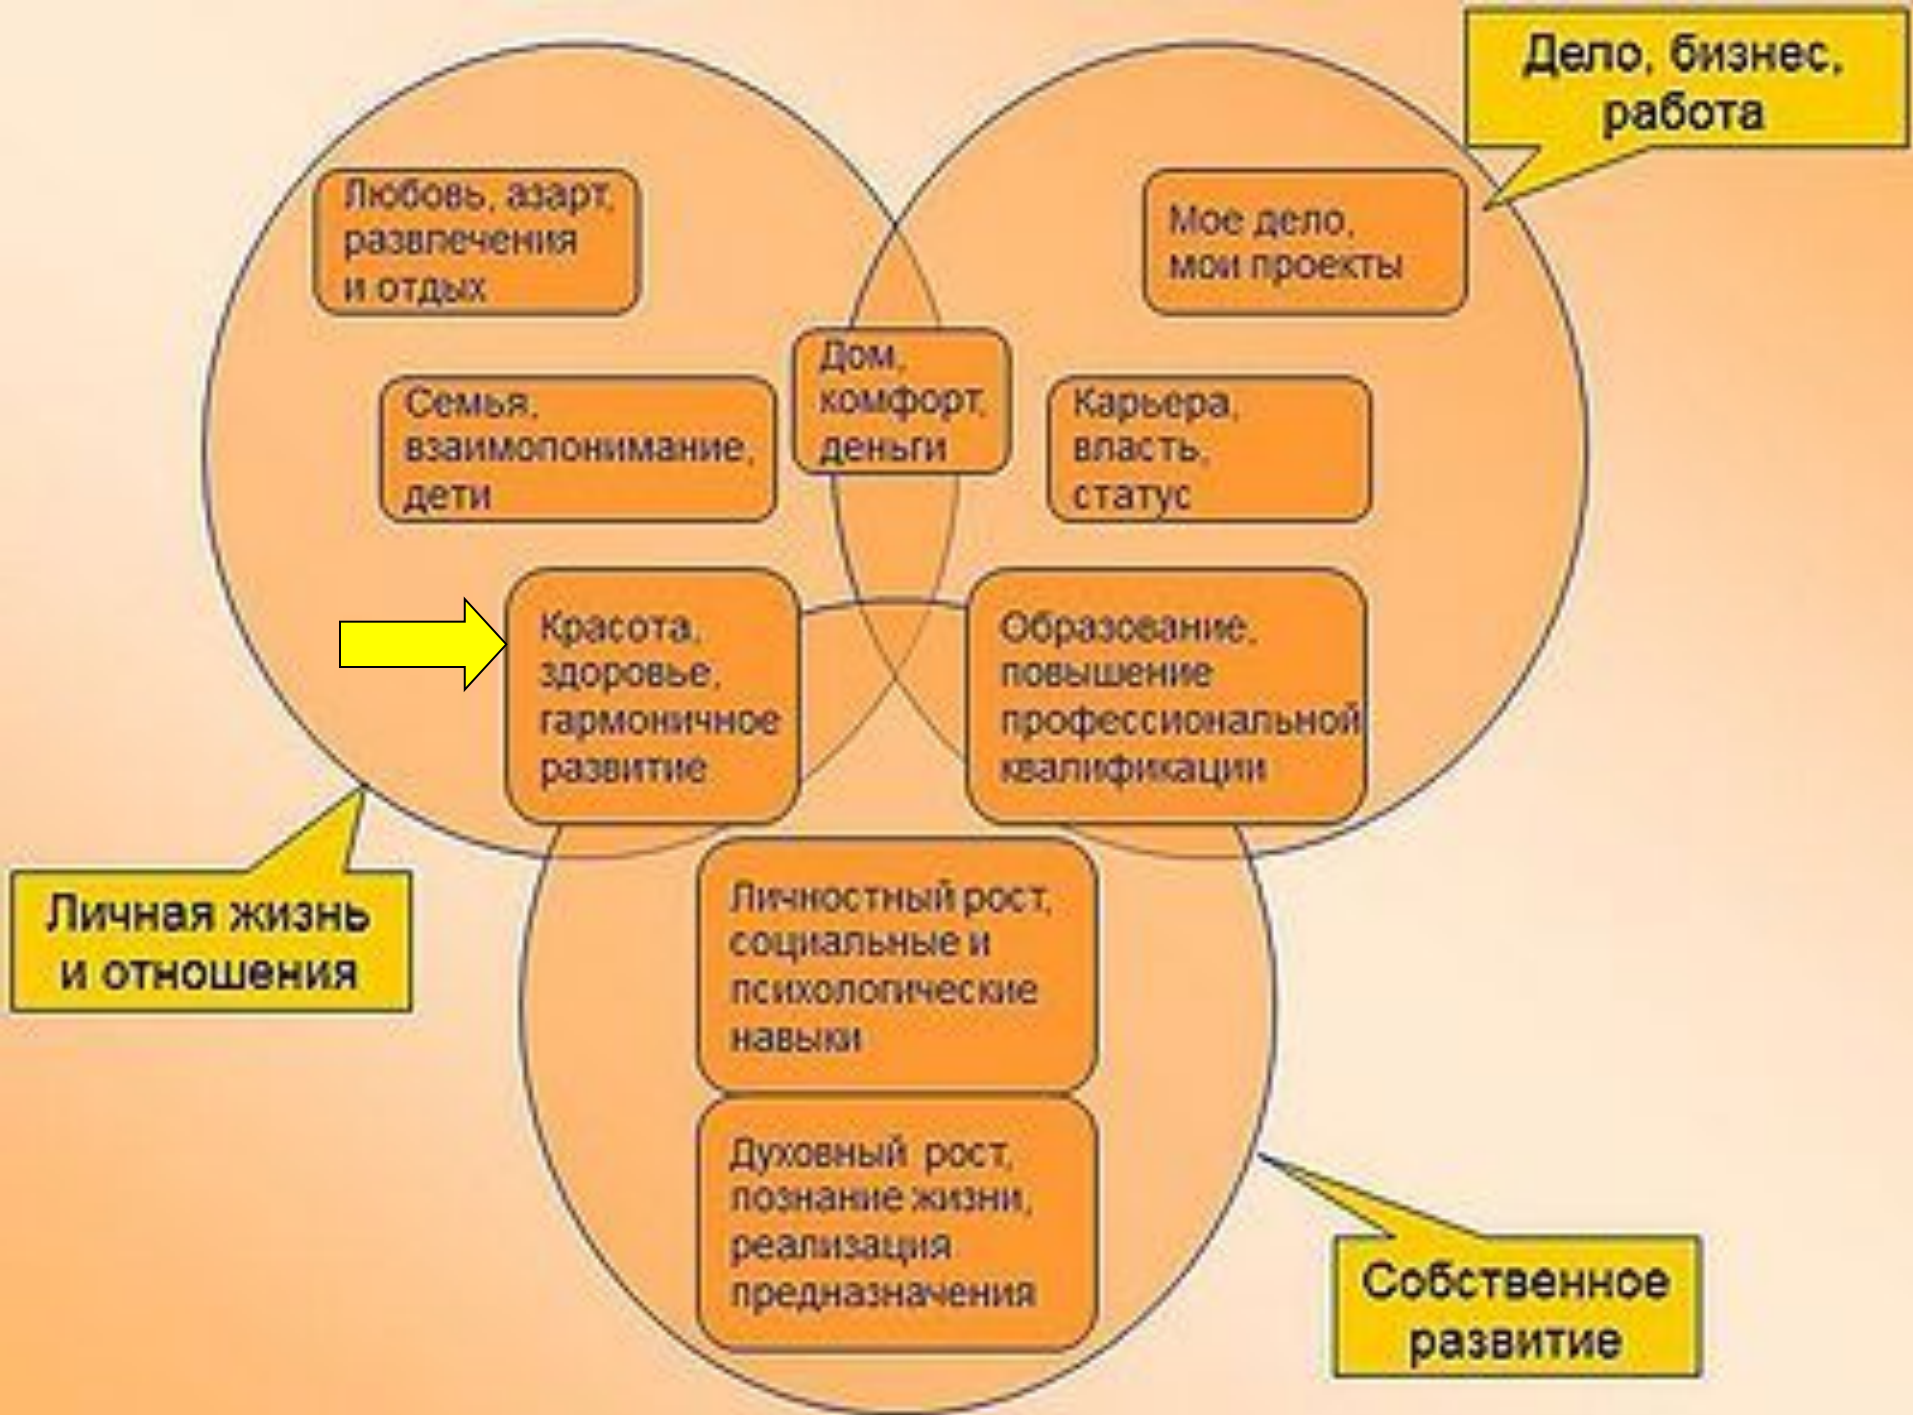 Дело, бизнес,
работа
Любовь, азарт,
развлечения
и отдых
Мое дело,
мои проекты
Дом,
комфорт,
деньги
Семья,
взаимопонимание,
дети
Карьера,
власть,
статус
Красота,
здоровье,
гармоничное
развитие
Образование,
повышение
профессиональной
квалификации
Личная жизнь
и отношения
Личностный рост,
социальные и
психологические
навыки
Духовный рост,
познание жизни,
реализация
предназначения
Собственное
развитие